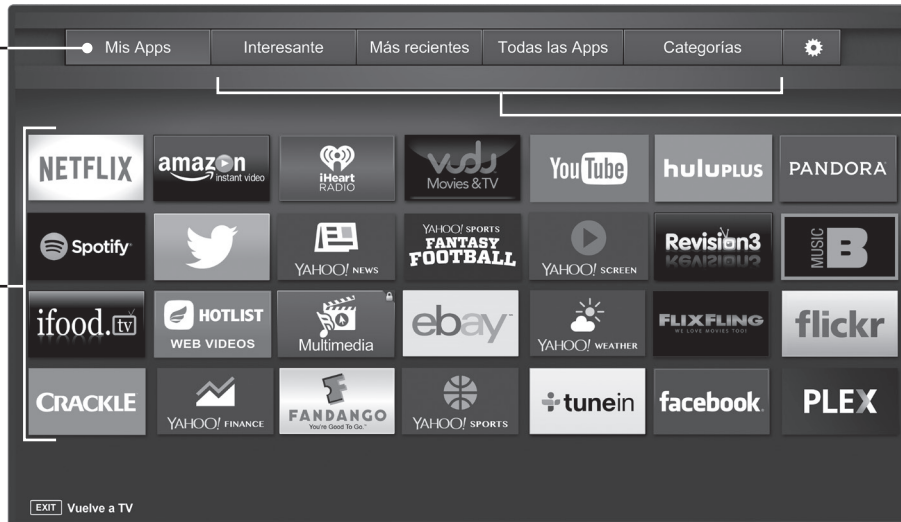 Mis Apps Interesante Más recientes Todas las Apps Categorías
NETFLIX amazon instant video iHeart RADIO vudu Movies & TV YouTube huluPLUS PANDORA
Spotify YAHOO! NEWS YAHOO! SPORTS FANTASY FOOTBALL YAHOO! SCREEN Revision3 MUSIC B
ifood.tv HOTLIST WEB VIDEOS Multimedia ebay YAHOO! WEATHER FLIXFLING WE LOVE MOVIES TOO! flickr
CRACKLE YAHOO! FINANCE FANDANGO You're Good To Go. YAHOO! SPORTS tunein facebook PLEX
EXIT Vuelve a TV